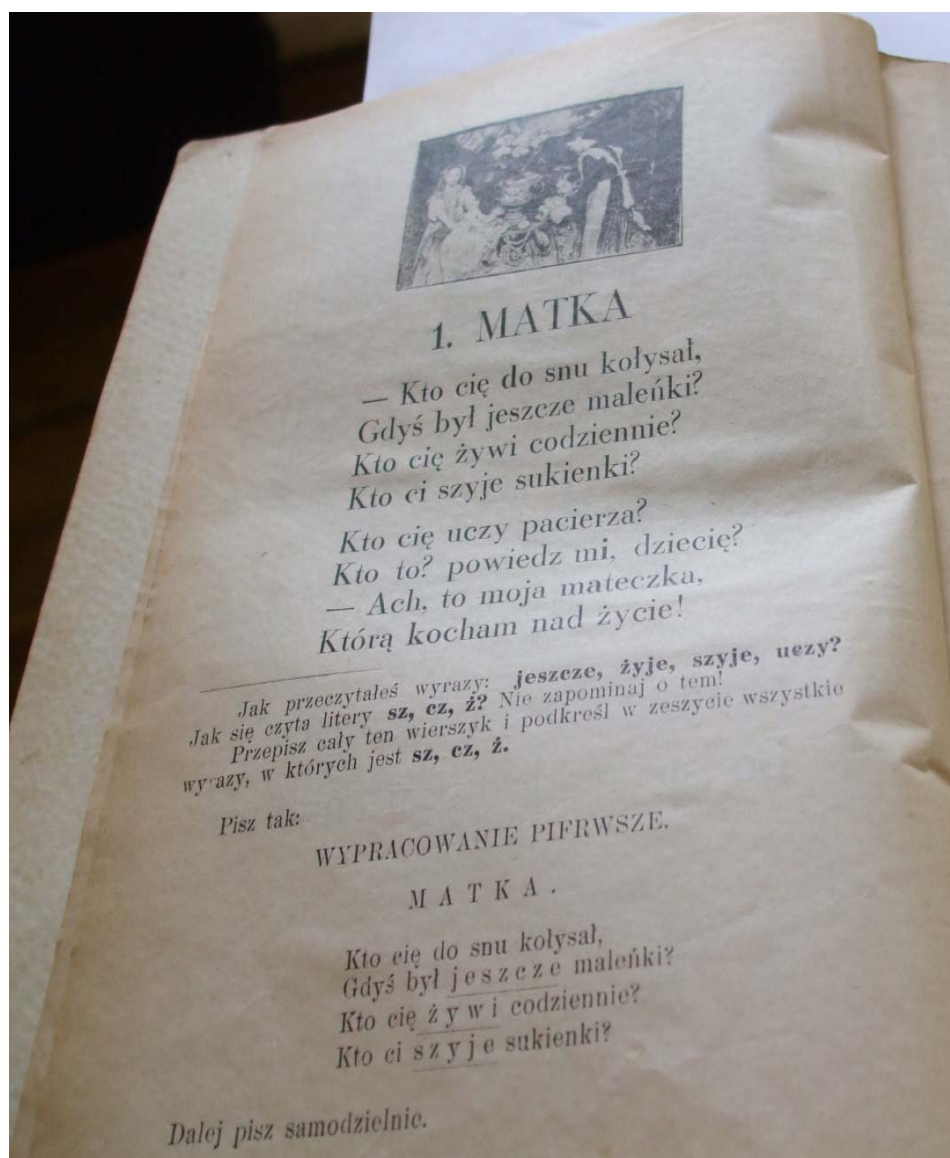 1. MATKA
— Kto cię do snu kołysał,
Gdyś był jeszcze maleńki?
Kto cię żywi codziennie?
Kto ci szyje sukienki?
Kto cię uczy pacierza?
Kto to? powiedz mi, dziecię?
— Ach, to moja mateczka,
Którą kocham nad życie!
Jak przeczytałeś wyrazy: jeszcze, żyje, szyje, uczy?
Jak się czyta litery sz, cz, ż? Nie zapominaj o tem!
Przepisz cały ten wierszyk i podkreśl w zeszycie wszystkie
wyrazy, w których jest sz, cz, ż.
Pisz tak:
WYPRACOWANIE PIERWSZE.
MATKA.
Kto cię do snu kołysał,
Gdyś był jeszcze maleńki?
Kto cię żywi codziennie?
Kto ci szyje sukienki?
Dalej pisz samodzielnie.